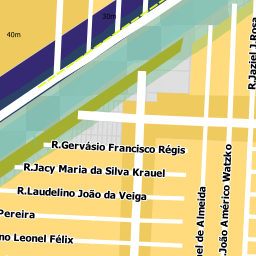 30m
40m
R.Jaziel J.Rosa
R.Gervásio Francisco Régis
R.Jacy Maria da Silva Krauel
R.Laudelino João da Veiga
Pereira
no Leonel Félix
el de Almeida
.João Américo Watzko